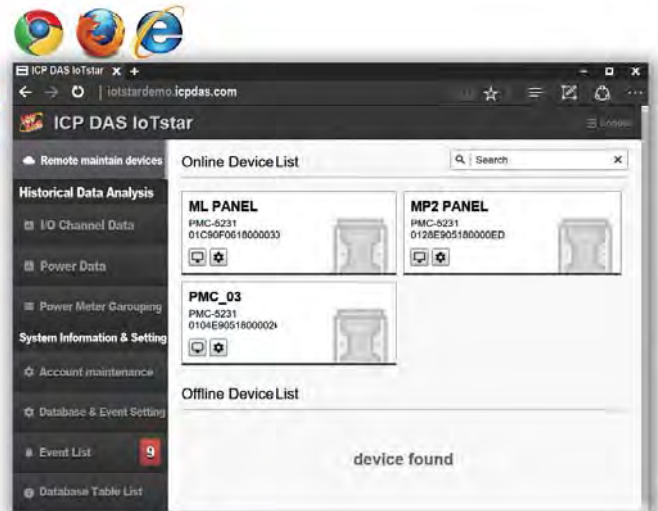 ICP DAS IoTstar
iotstardemo.icpdas.com
ICP DAS IoTstar
Remote maintain devices
Online Device List
Search
Historical Data Analysis
ML PANEL
PMC-5231
01C90F0618000033
MP2 PANEL
PMC-5231
0128E905180000ED
I/O Channel Data
Power Data
Power Meter Garouping
PMC_03
PMC-5231
System Information & Setting
Account maintenance
Offline Device List
Database & Event Setting
Event List
9
device found
Database Table List